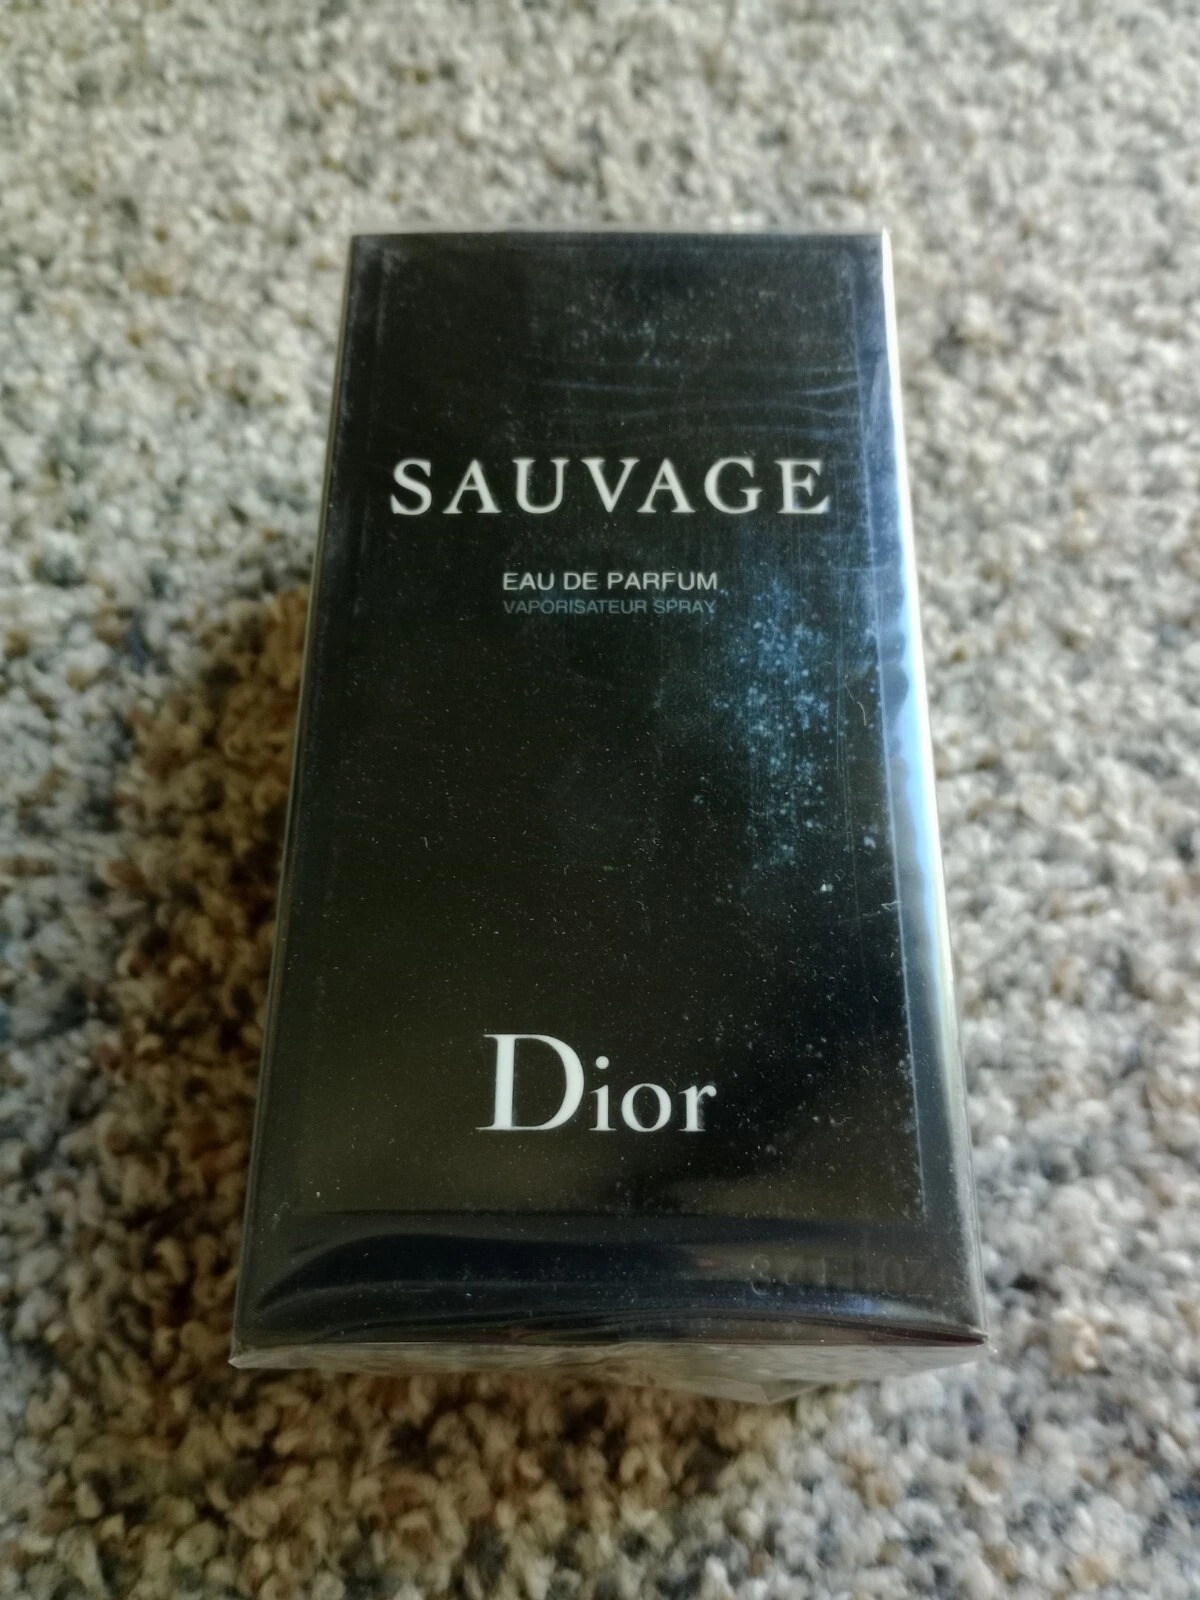 SAUVAGE
EAU DE PARFUM
VAPORISATEUR SPRAY
Dior